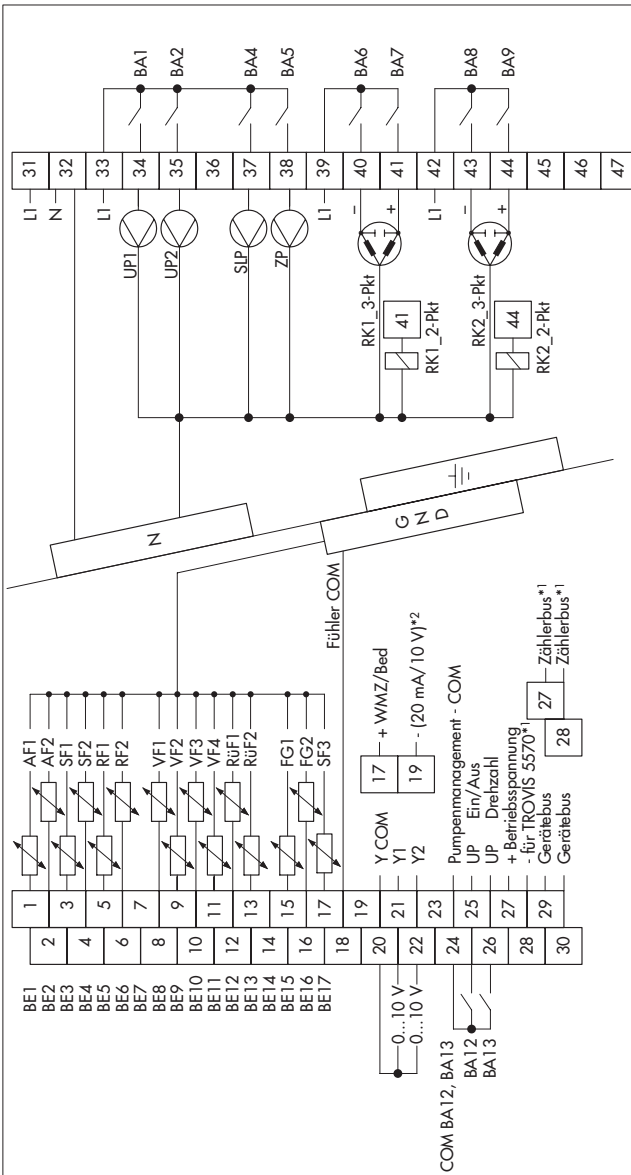 BE1
BE2
BE3
BE4
BE5
BE6
BE7
BE8
BE9
BE10
BE11
BE12
BE13
BE14
BE15
BE16
BE17
COM BA12, BA13
BA12
BA13
0...10 V
0...10 V
1
2
3
4
5
6
7
8
9
10
11
12
13
14
15
16
17
18
19
20
21
22
23
24
25
26
27
28
29
30
AF1
AF2
SF1
SF2
RF1
RF2
VF1
VF2
VF3
VF4
RüF1
RüF2
FG1
FG2
SF3
Fühler COM
Y COM
Y1
Y2
17 + WMZ/Bed
19 - (20 mA/10 V)*2
Pumpenmanagement - COM
UP Ein/Aus
UP Drehzahl
+ Betriebsspannung
- für TROVIS 5570*1
Gerätebus
Gerätebus
27 Zählerbus*1
28 Zählerbus*1
N
GND
L1
N
L1
UP1
UP2
SLP
ZP
L1
RK1_3-Pkt
−
+
41
RK1_2-Pkt
L1
RK2_3-Pkt
−
+
44
RK2_2-Pkt
31
32
33
34
35
36
37
38
39
40
41
42
43
44
45
46
47
BA1
BA2
BA4
BA5
BA6
BA7
BA8
BA9